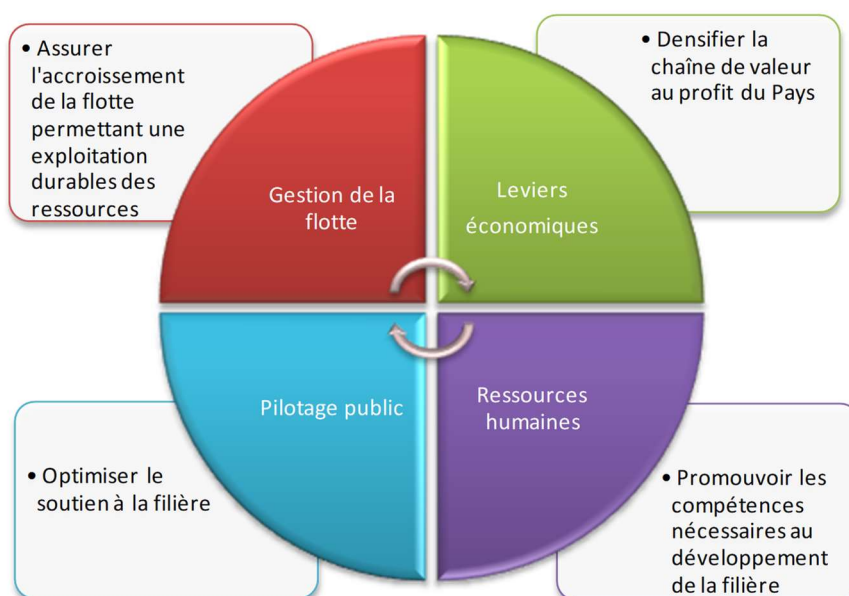 • Assurer
l'accroissement
de la flotte
permettant une
exploitation
durables des
ressources
• Densifier la
chaîne de valeur
au profit du Pays
Gestion de la
flotte
Leviers
économiques
Pilotage public
Ressources
humaines
• Optimiser le
soutien à la filière
• Promouvoir les
compétences
nécessaires au
développement
de la filière